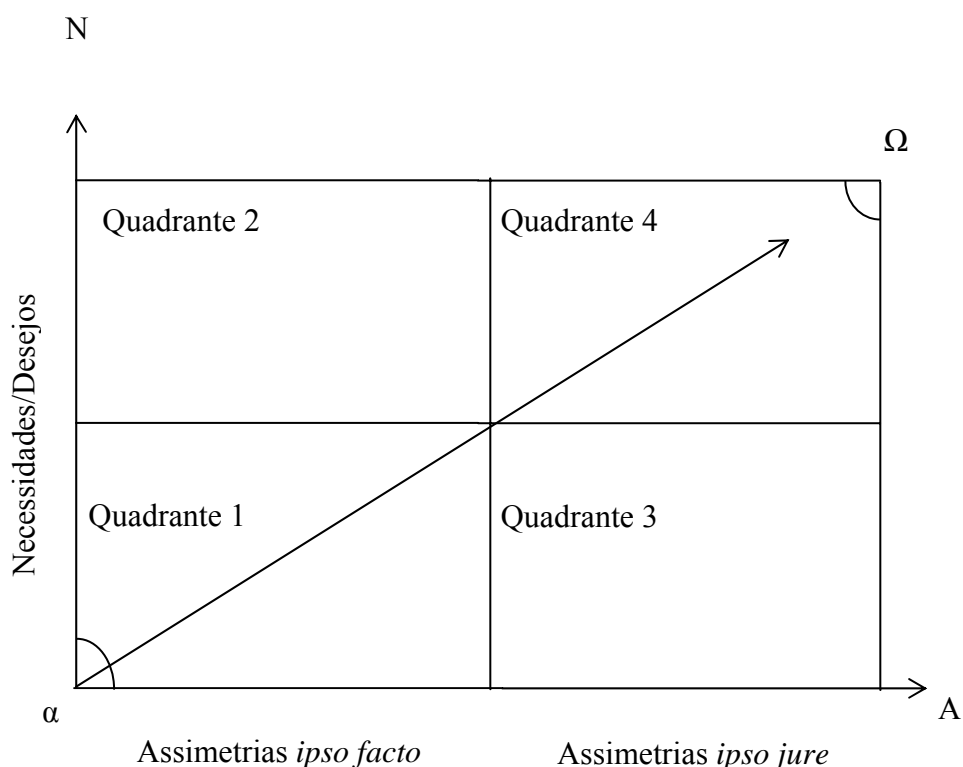 N
Ω
Quadrante 2
Quadrante 4
Necessidades/Desejos
Quadrante 1
Quadrante 3
α
A
Assimetrias ipso facto
Assimetrias ipso jure